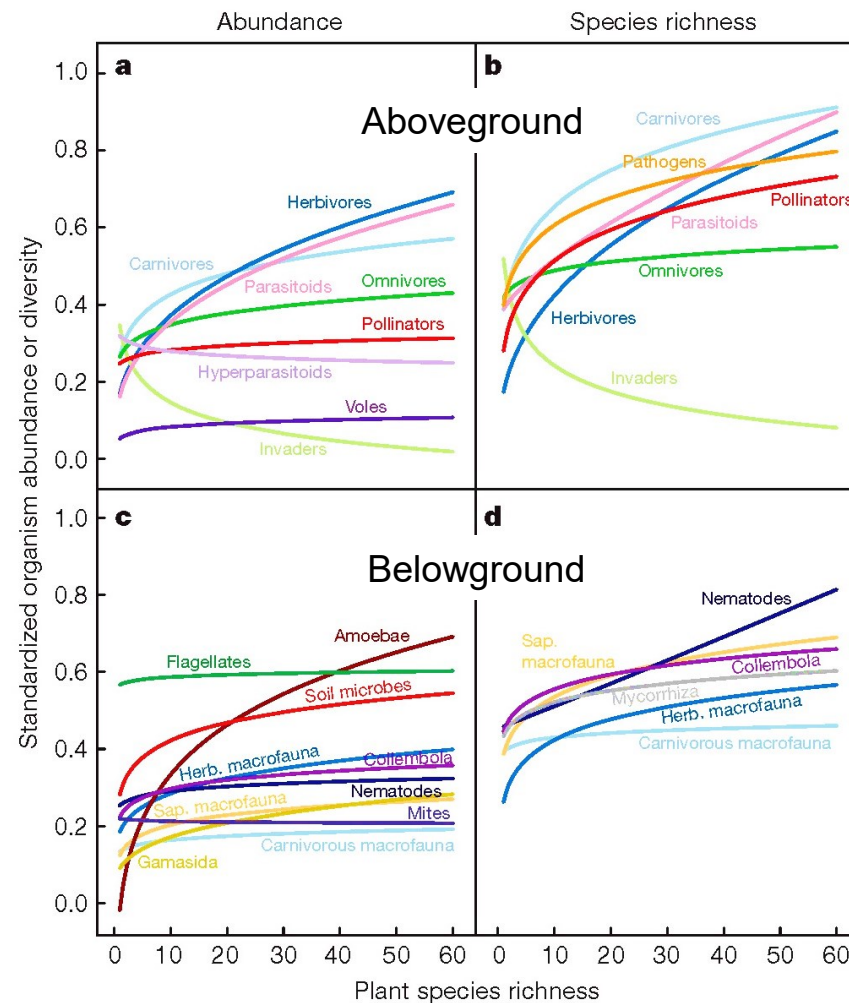 Abundance
Species richness
Standardized organism abundance or diversity
a
1.0
0.8
0.6
0.4
0.2
0.0
Aboveground
Herbivores
Carnivores
Parasitoids
Omnivores
Pollinators
Hyperparasitoids
Voles
Invaders
b
Carnivores
Pathogens
Pollinators
Parasitoids
Omnivores
Herbivores
Invaders
c
1.0
0.8
0.6
0.4
0.2
0.0
Belowground
Amoebae
Flagellates
Soil microbes
Herb. macrofauna
Collembola
Nematodes
Sap. macrofauna
Mites
Carnivorous macrofauna
Gamasida
d
Nematodes
Sap.
macrofauna
Collembola
Mycorrhiza
Herb. macrofauna
Carnivorous macrofauna
0 10 20 30 40 50 60
0 10 20 30 40 50 60
Plant species richness